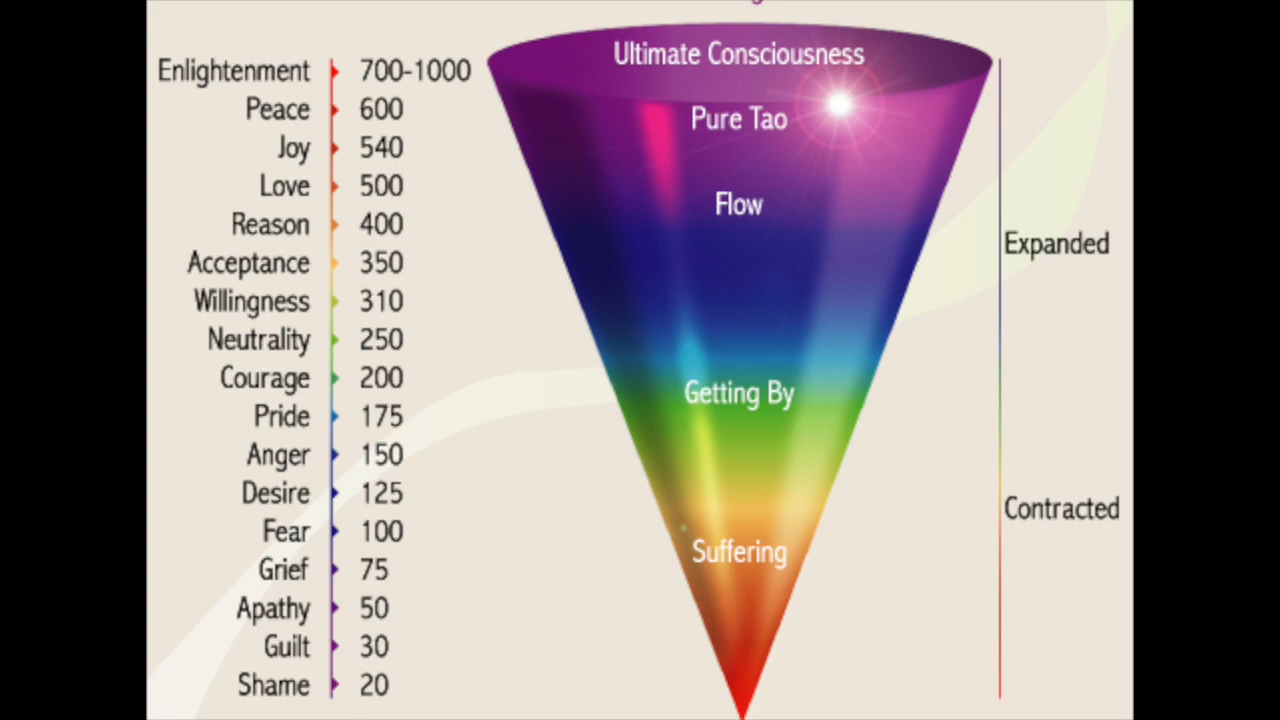 Ultimate Consciousness
Enlightenment 700-1000
Peace 600
Pure Tao
Joy 540
Love 500
Flow
Reason 400
Expanded
Acceptance 350
Willingness 310
Neutrality 250
Courage 200
Getting By
Pride 175
Anger 150
Desire 125
Contracted
Fear 100
Suffering
Grief 75
Apathy 50
Guilt 30
Shame 20